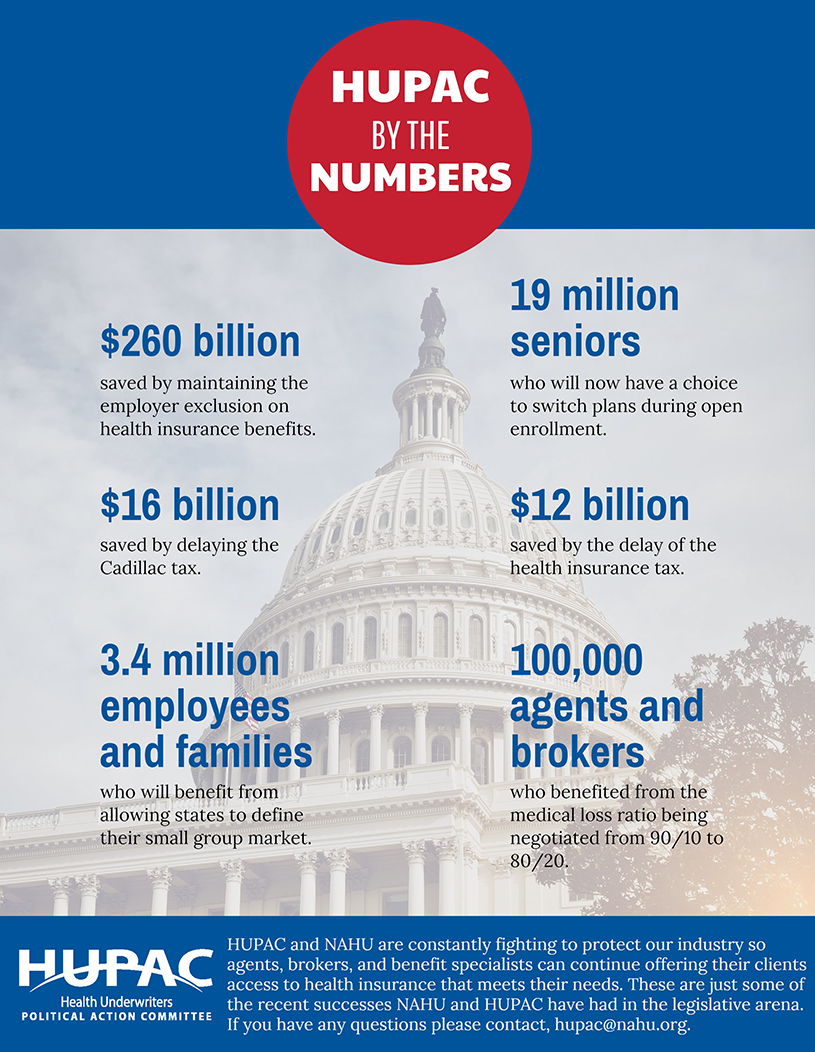 HUPAC
BY THE
NUMBERS
$260 billion
saved by maintaining the
employer exclusion on
health insurance benefits.
19 million
seniors
who will now have a choice
to switch plans during open
enrollment.
$16 billion
saved by delaying the
Cadillac tax.
$12 billion
saved by the delay of the
health insurance tax.
3.4 million
employees
and families
who will benefit from
allowing states to define
their small group market.
100,000
agents and
brokers
who benefited from the
medical loss ratio being
negotiated from 90/10 to
80/20.
HUPAC
Health Underwriters
POLITICAL ACTION COMMITTEE
HUPAC and NAHU are constantly fighting to protect our industry so
agents, brokers, and benefit specialists can continue offering their clients
access to health insurance that meets their needs. These are just some of
the recent successes NAHU and HUPAC have had in the legislative arena.
If you have any questions please contact, hupac@nahu.org.